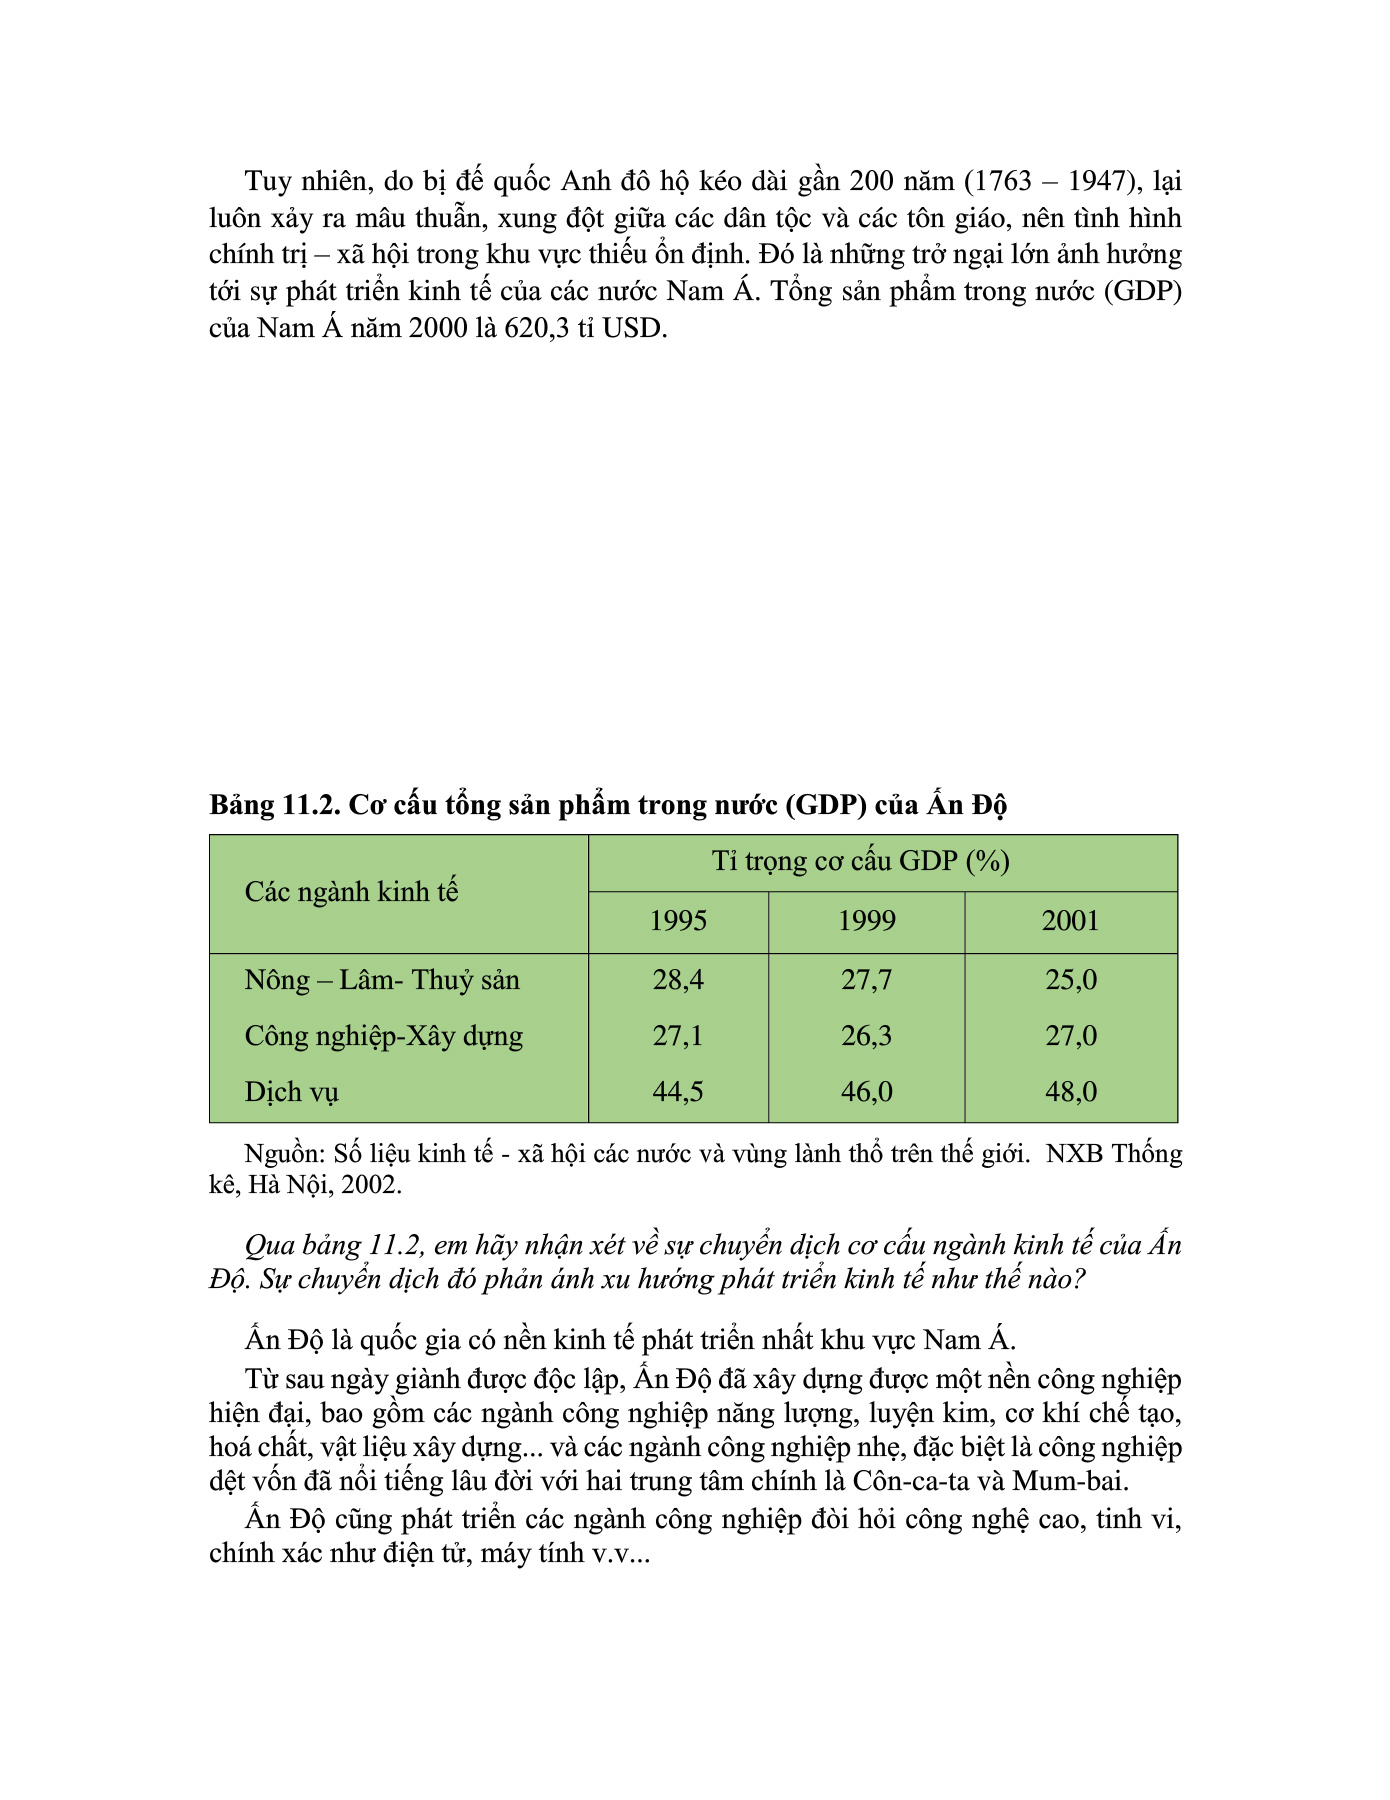 Tuy nhiên, do bị đế quốc Anh đô hộ kéo dài gần 200 năm (1763 – 1947), lại
luôn xảy ra mâu thuẫn, xung đột giữa các dân tộc và các tôn giáo, nên tình hình
chính trị – xã hội trong khu vực thiếu ổn định. Đó là những trở ngại lớn ảnh hưởng
tới sự phát triển kinh tế của các nước Nam Á. Tổng sản phẩm trong nước (GDP)
của Nam Á năm 2000 là 620,3 tỉ USD.
Bảng 11.2. Cơ cấu tổng sản phẩm trong nước (GDP) của Ấn Độ
Các ngành kinh tế
Tỉ trọng cơ cấu GDP (%)
1995 1999 2001
Nông – Lâm- Thuỷ sản 28,4 27,7 25,0
Công nghiệp-Xây dựng 27,1 26,3 27,0
Dịch vụ 44,5 46,0 48,0
Nguồn: Số liệu kinh tế - xã hội các nước và vùng lành thổ trên thế giới. NXB Thống
kê, Hà Nội, 2002.
Qua bảng 11.2, em hãy nhận xét về sự chuyển dịch cơ cấu ngành kinh tế của Ấn
Độ. Sự chuyển dịch đó phản ánh xu hướng phát triển kinh tế như thế nào?
Ấn Độ là quốc gia có nền kinh tế phát triển nhất khu vực Nam Á.
Từ sau ngày giành được độc lập, Ấn Độ đã xây dựng được một nền công nghiệp
hiện đại, bao gồm các ngành công nghiệp năng lượng, luyện kim, cơ khí chế tạo,
hoá chất, vật liệu xây dựng... và các ngành công nghiệp nhẹ, đặc biệt là công nghiệp
dệt vốn đã nổi tiếng lâu đời với hai trung tâm chính là Côn-ca-ta và Mum-bai.
Ấn Độ cũng phát triển các ngành công nghiệp đòi hỏi công nghệ cao, tinh vi,
chính xác như điện tử, máy tính v.v...